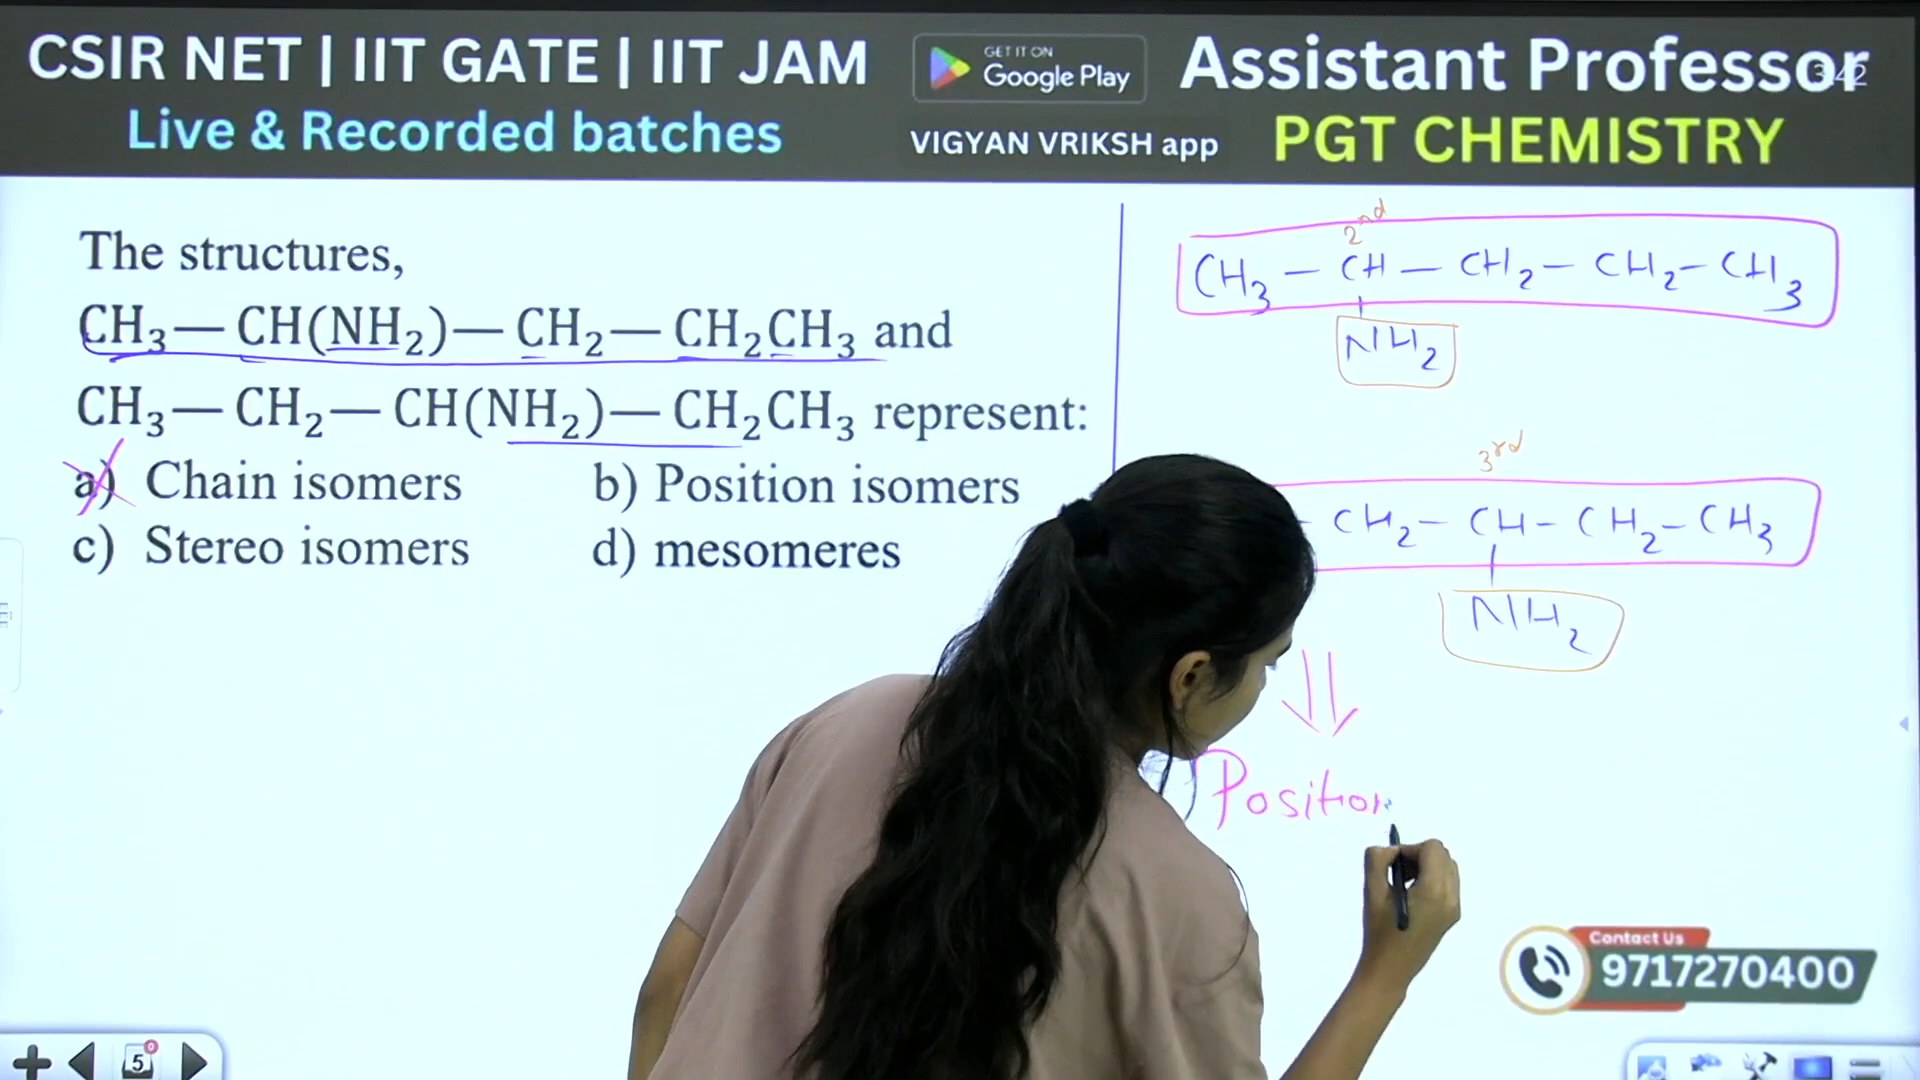 CSIR NET | IIT GATE | IIT JAM
Live & Recorded batches
GET IT ON
Google Play
VIGYAN VRIKSH app
Assistant Professor
3:42
PGT CHEMISTRY
The structures,
CH₃— CH(NH₂)— CH₂— CH₂CH₃ and
CH₃— CH₂— CH(NH₂)— CH₂CH₃ represent:
a) Chain isomers
b) Position isomers
c) Stereo isomers
d) mesomeres
2nd
CH₃ — CH — CH₂ — CH₂ — CH₃
NH₂
3rd
- CH₂ - CH - CH₂ - CH₃
NH₂
Position
Contact Us
9717270400
5
0